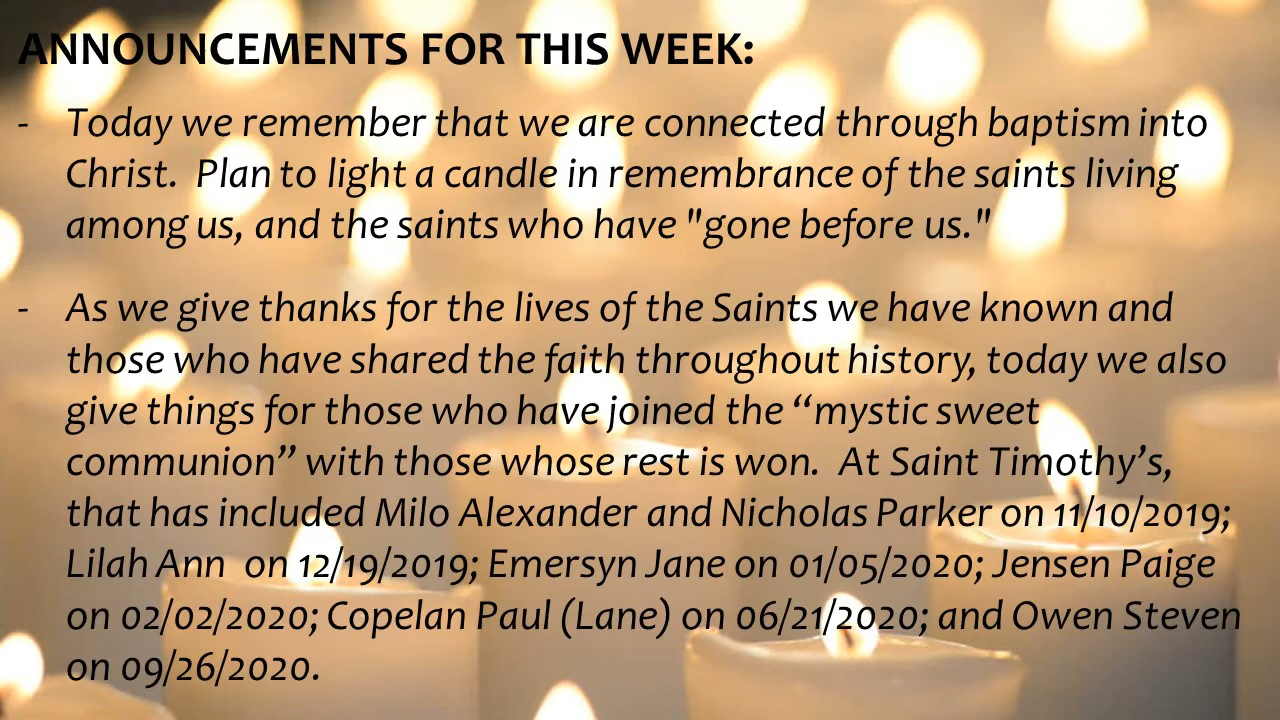 ANNOUNCEMENTS FOR THIS WEEK:
- Today we remember that we are connected through baptism into
Christ.  Plan to light a candle in remembrance of the saints living
among us, and the saints who have "gone before us."
- As we give thanks for the lives of the Saints we have known and
those who have shared the faith throughout history, today we also
give things for those who have joined the “mystic sweet
communion” with those whose rest is won.  At Saint Timothy’s,
that has included Milo Alexander and Nicholas Parker on 11/10/2019;
Lilah Ann  on 12/19/2019; Emersyn Jane on 01/05/2020; Jensen Paige
on 02/02/2020; Copelan Paul (Lane) on 06/21/2020; and Owen Steven
on 09/26/2020.